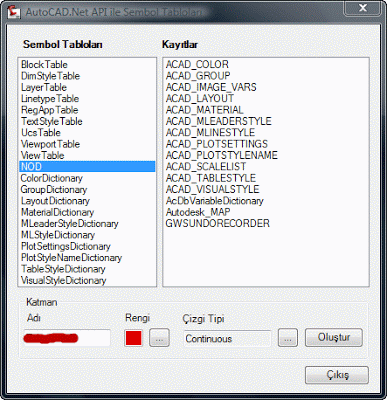 AutoCAD.Net API ile Sembol Tabloları
Sembol Tabloları
Kayıtlar
BlockTable
DimStyleTable
LayerTable
LinetypeTable
RegAppTable
TextStyleTable
UcsTable
ViewportTable
ViewTable
NOD
ColorDictionary
GroupDictionary
LayoutDictionary
MaterialDictionary
MLeaderStyleDictionary
MLineStyleDictionary
PlotSettingsDictionary
PlotStyleNameDictionary
TableStyleDictionary
VisualStyleDictionary
ACAD_COLOR
ACAD_GROUP
ACAD_IMAGE_VARS
ACAD_LAYOUT
ACAD_MATERIAL
ACAD_MLEADERSTYLE
ACAD_MLINESTYLE
ACAD_PLOTSETTINGS
ACAD_PLOTSTYLENAME
ACAD_SCALELIST
ACAD_TABLESTYLE
ACAD_VISUALSTYLE
AcDbVariableDictionary
Autodesk_MAP
GWSUNDORECORDER
Katman
Adı Rengi Çizgi Tipi
... Continuous ... Oluştur
Çıkış